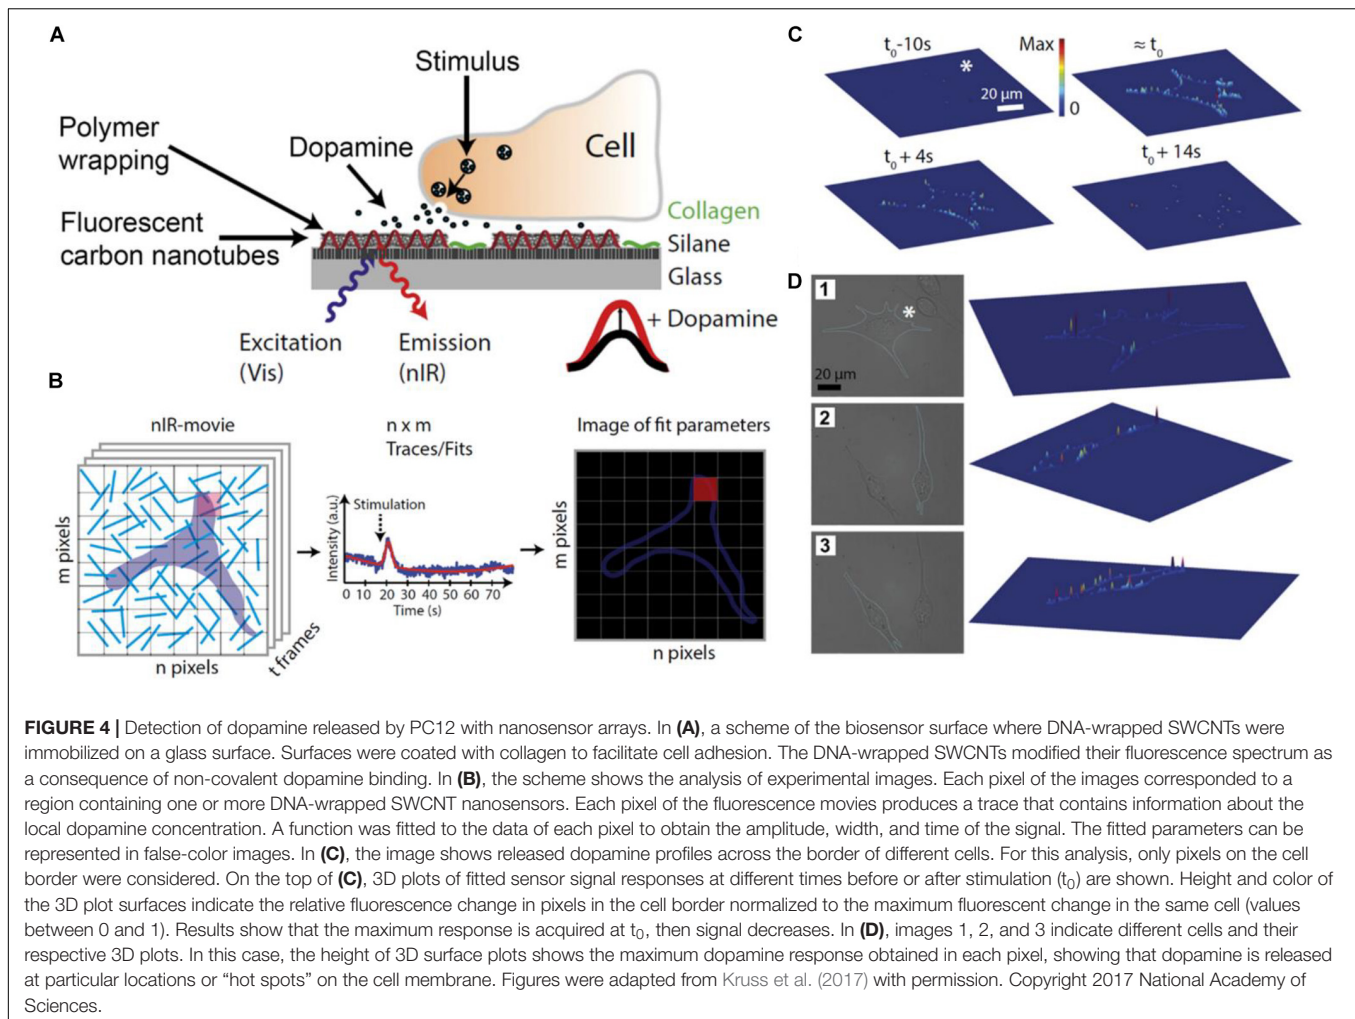 A
Stimulus
Polymer
wrapping
Dopamine
Cell
Fluorescent
carbon nanotubes
Collagen
Silane
Glass
Excitation
(Vis)
Emission
(nIR)
+ Dopamine
B
nIR-movie
m pixels
n pixels
t frames
n x m
Traces/Fits
Stimulation
Intensity (a.u.)
0 10 20 30 40 50 60 70
Time (s)
Image of fit parameters
m pixels
n pixels
C
t0-10s
*
20 µm
Max
0
≈ t0
t0 + 4s
t0 + 14s
D
1
*
20 µm
2
3
FIGURE 4 | Detection of dopamine released by PC12 with nanosensor arrays. In (A), a scheme of the biosensor surface where DNA-wrapped SWCNTs were
immobilized on a glass surface. Surfaces were coated with collagen to facilitate cell adhesion. The DNA-wrapped SWCNTs modified their fluorescence spectrum as
a consequence of non-covalent dopamine binding. In (B), the scheme shows the analysis of experimental images. Each pixel of the images corresponded to a
region containing one or more DNA-wrapped SWCNT nanosensors. Each pixel of the fluorescence movies produces a trace that contains information about the
local dopamine concentration. A function was fitted to the data of each pixel to obtain the amplitude, width, and time of the signal. The fitted parameters can be
represented in false-color images. In (C), the image shows released dopamine profiles across the border of different cells. For this analysis, only pixels on the cell
border were considered. On the top of (C), 3D plots of fitted sensor signal responses at different times before or after stimulation (t0) are shown. Height and color of
the 3D plot surfaces indicate the relative fluorescence change in pixels in the cell border normalized to the maximum fluorescent change in the same cell (values
between 0 and 1). Results show that the maximum response is acquired at t0, then signal decreases. In (D), images 1, 2, and 3 indicate different cells and their
respective 3D plots. In this case, the height of 3D surface plots shows the maximum dopamine response obtained in each pixel, showing that dopamine is released
at particular locations or “hot spots” on the cell membrane. Figures were adapted from Kruss et al. (2017) with permission. Copyright 2017 National Academy of
Sciences.